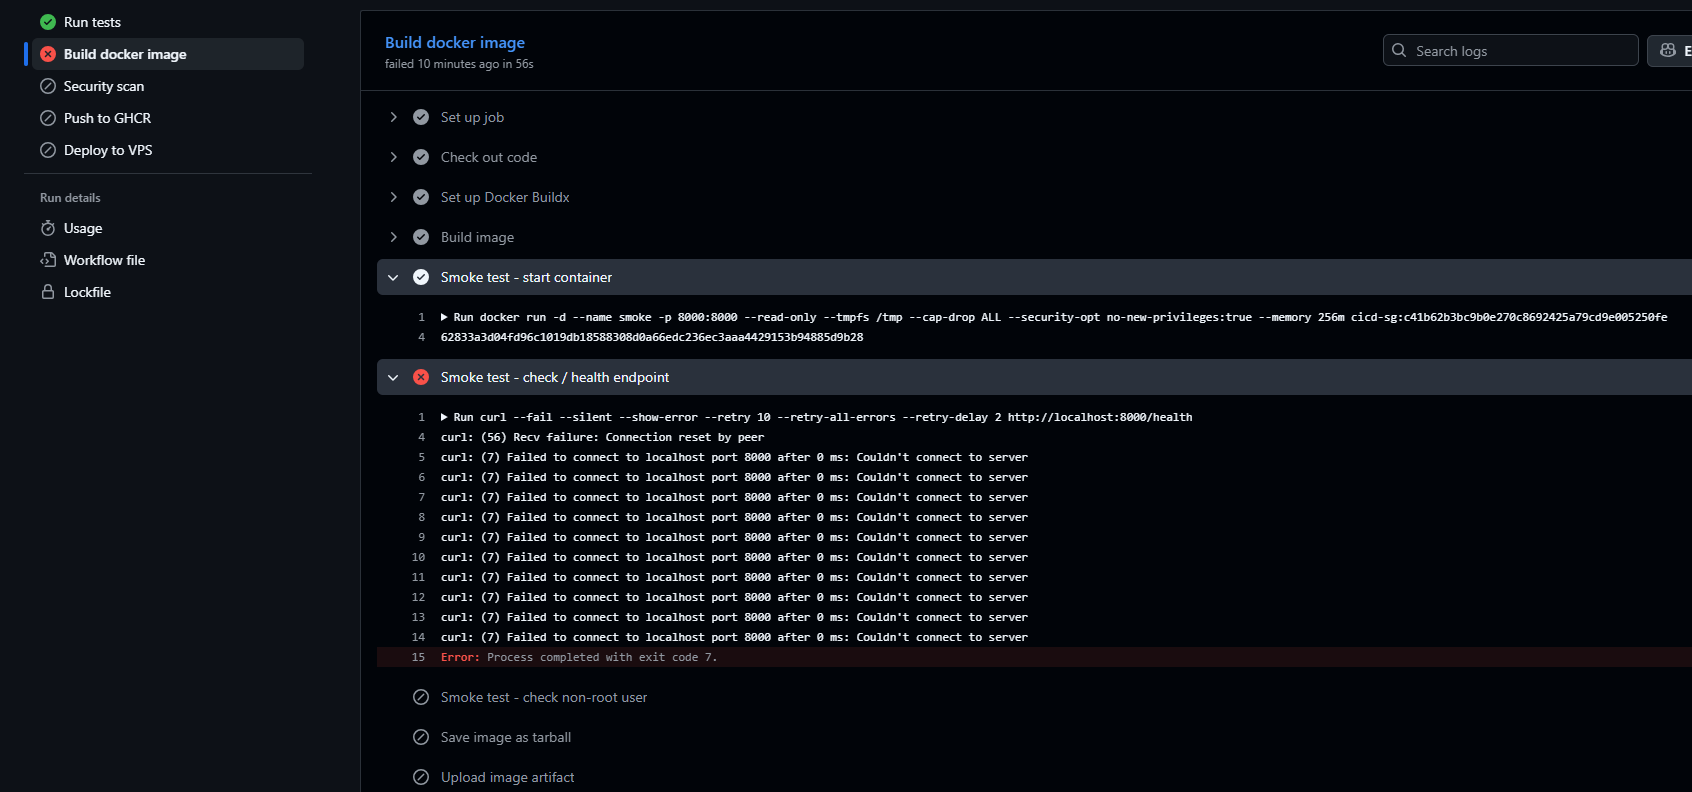 Run tests
Build docker image
Security scan
Push to GHCR
Deploy to VPS
Run details
Usage
Workflow file
Lockfile
Build docker image
failed 10 minutes ago in 56s
Search logs
E
Set up job
Check out code
Set up Docker Buildx
Build image
Smoke test - start container
1 Run docker run -d --name smoke -p 8000:8000 --read-only --tmpfs /tmp --cap-drop ALL --security-opt no-new-privileges:true --memory 256m cicd-sg:c41b62b3bc9b0e270c8692425a79cd9e005250fe
4 62833a3d04fd96c1019db18588308d0a66edc236ec3aaa4429153b94885d9b28
Smoke test - check / health endpoint
1 Run curl --fail --silent --show-error --retry 10 --retry-all-errors --retry-delay 2 http://localhost:8000/health
4 curl: (56) Recv failure: Connection reset by peer
5 curl: (7) Failed to connect to localhost port 8000 after 0 ms: Couldn't connect to server
6 curl: (7) Failed to connect to localhost port 8000 after 0 ms: Couldn't connect to server
7 curl: (7) Failed to connect to localhost port 8000 after 0 ms: Couldn't connect to server
8 curl: (7) Failed to connect to localhost port 8000 after 0 ms: Couldn't connect to server
9 curl: (7) Failed to connect to localhost port 8000 after 0 ms: Couldn't connect to server
10 curl: (7) Failed to connect to localhost port 8000 after 0 ms: Couldn't connect to server
11 curl: (7) Failed to connect to localhost port 8000 after 0 ms: Couldn't connect to server
12 curl: (7) Failed to connect to localhost port 8000 after 0 ms: Couldn't connect to server
13 curl: (7) Failed to connect to localhost port 8000 after 0 ms: Couldn't connect to server
14 curl: (7) Failed to connect to localhost port 8000 after 0 ms: Couldn't connect to server
15 Error: Process completed with exit code 7.
Smoke test - check non-root user
Save image as tarball
Upload image artifact